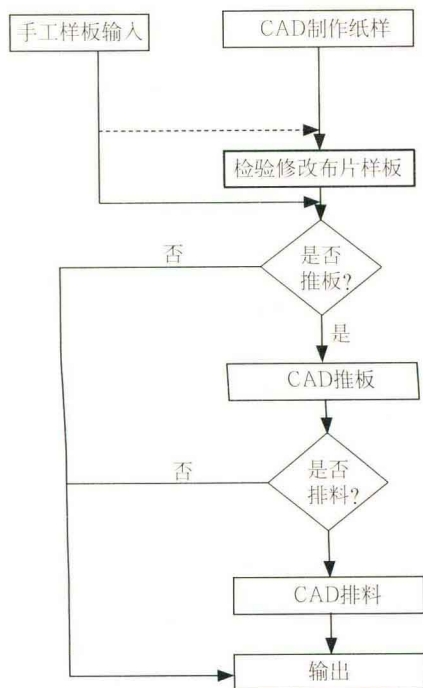 手工样板输入
CAD制作纸样
检验修改布片样板
否
是否
推板?
是
CAD推板
否
是否
排料?
CAD排料
输出